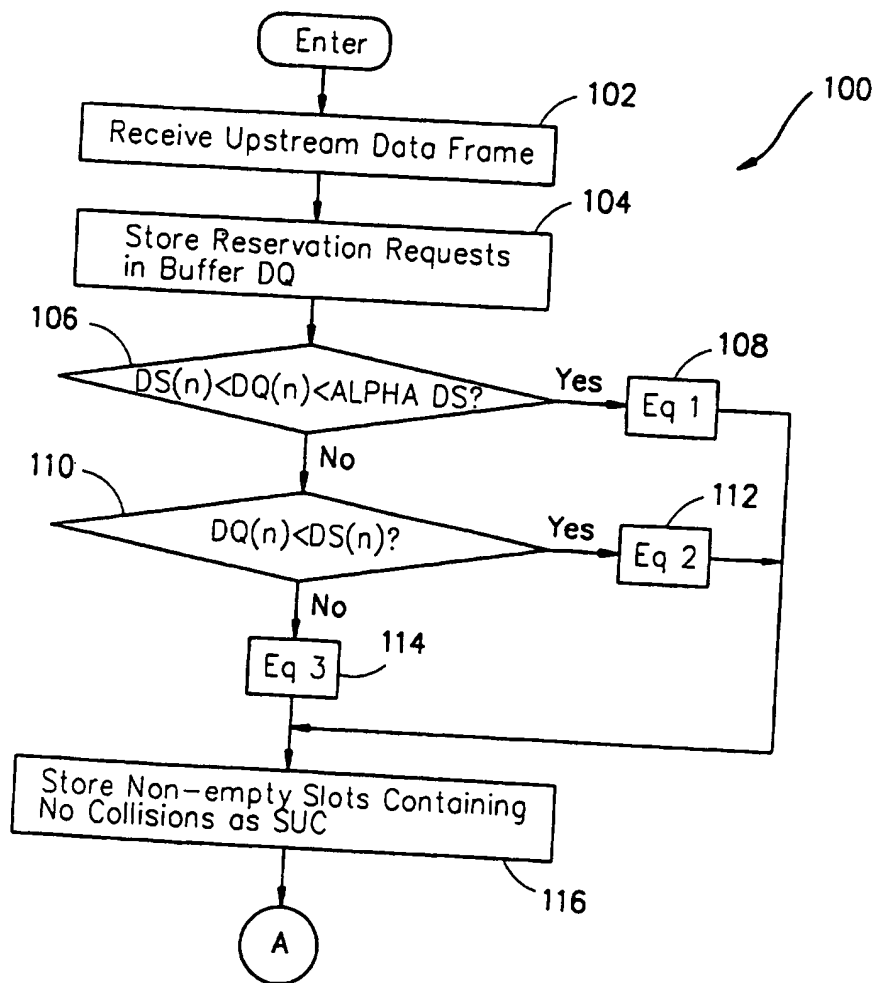 Enter
102
100
Receive Upstream Data Frame
104
Store Reservation Requests
in Buffer DQ
106
108
DS(n)<DQ(n)<ALPHA DS?
Yes
Eq 1
No
110
112
DQ(n)<DS(n)?
Yes
Eq 2
No
114
Eq 3
Store Non-empty Slots Containing
No Collisions as SUC
116
A